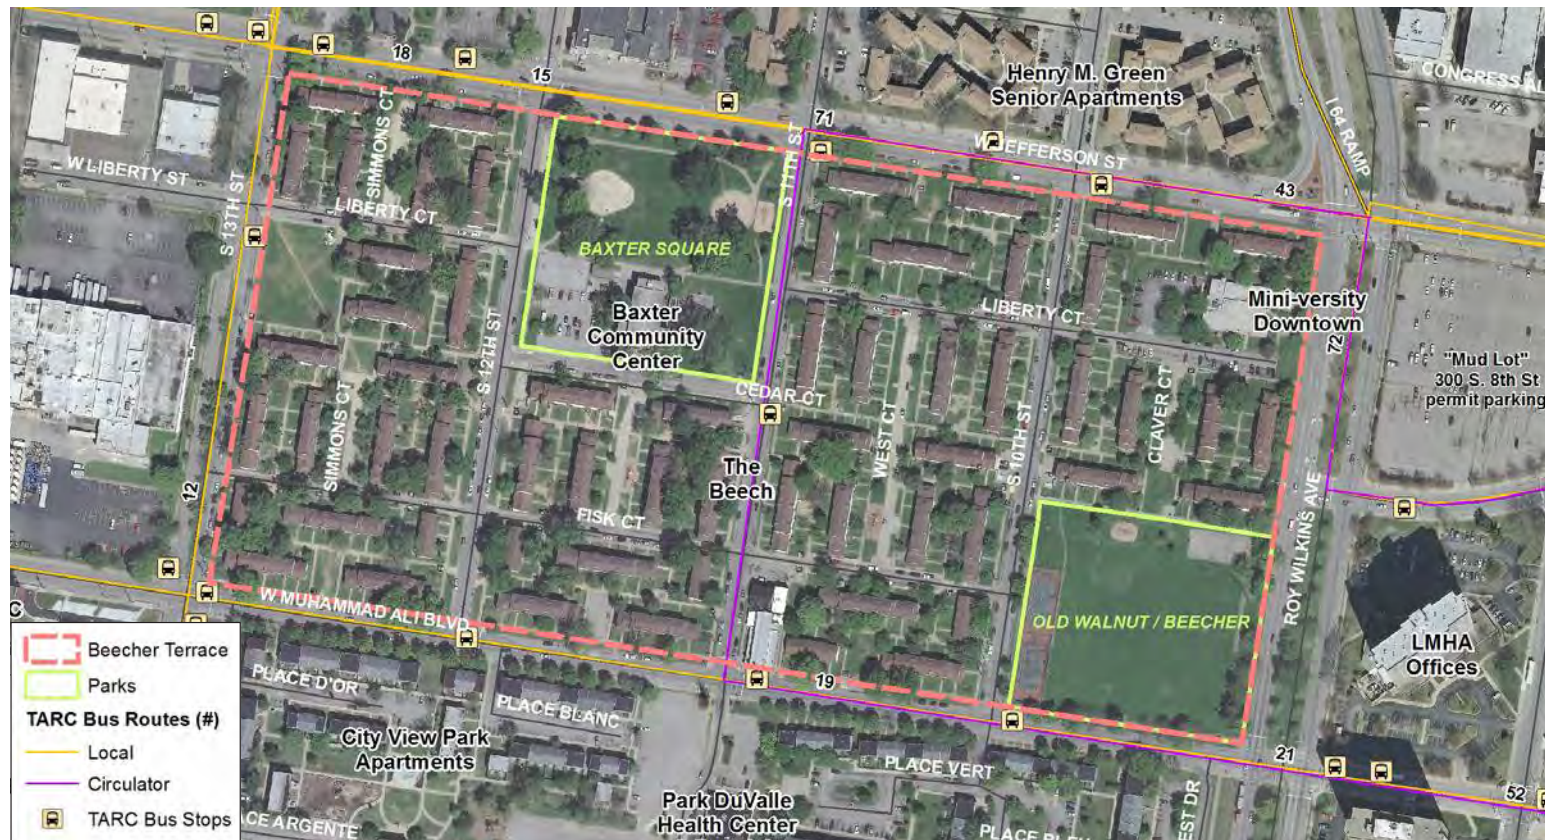 18
15
71
Henry M. Green
Senior Apartments
CONGRESS AL
I 64 RAMP
W JEFFERSON ST
43
W LIBERTY ST
SIMMONS CT
LIBERTY CT
S 13TH ST
S 11TH ST
BAXTER SQUARE
Baxter
Community
Center
LIBERTY CT
Mini-versity
Downtown
72
"Mud Lot"
300 S. 8th St
permit parking
S 12TH ST
CEDAR CT
SIMMONS CT
WEST CT
S 10TH ST
CLAVER CT
12
The
Beech
FISK CT
ROY WILKINS AVE
W MUHAMMAD ALI BLVD
OLD WALNUT / BEECHER
LMHA
Offices
C
19
PLACE D'OR
PLACE BLANC
City View Park
Apartments
PLACE VERT
21
52
Park DuValle
Health Center
ACE ARGENTE
EST DR
Beecher Terrace
Parks
TARC Bus Routes (#)
Local
Circulator
TARC Bus Stops